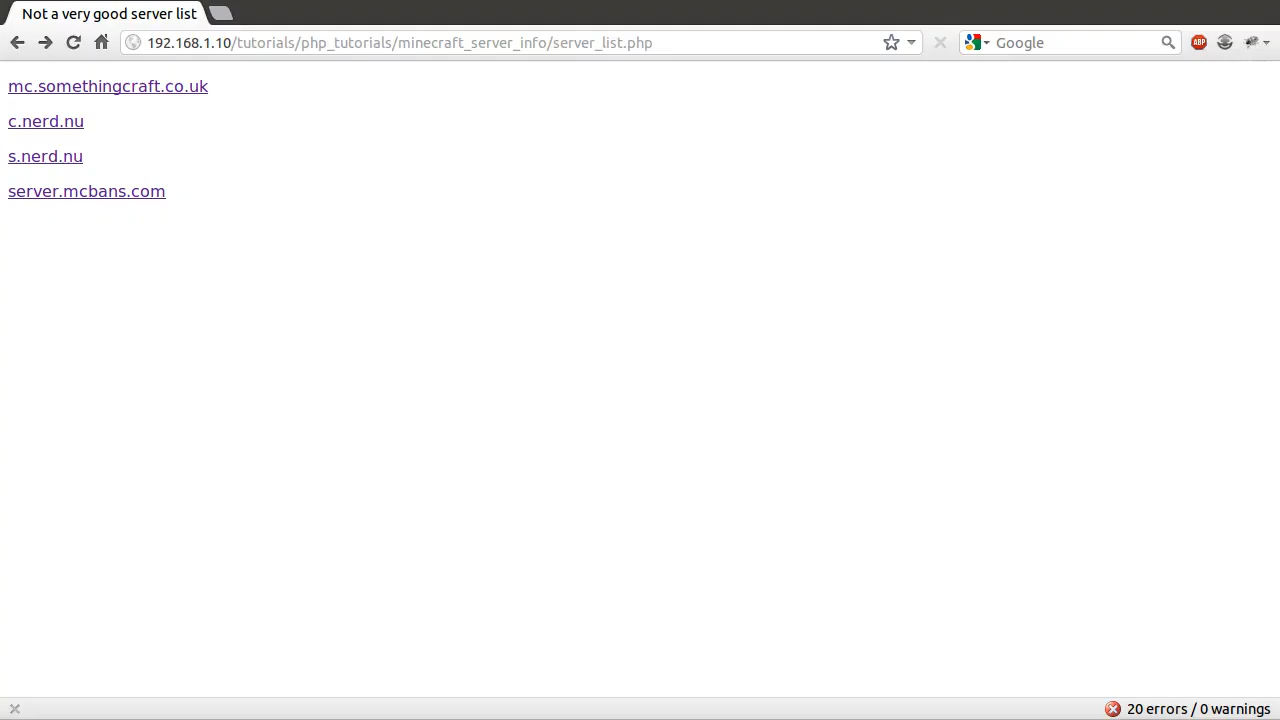 Not a very good server list
192.168.1.10/tutorials/php_tutorials/minecraft_server_info/server_list.php
Google
ABP
mc.somethingcraft.co.uk
c.nerd.nu
s.nerd.nu
server.mcbans.com
20 errors / 0 warnings